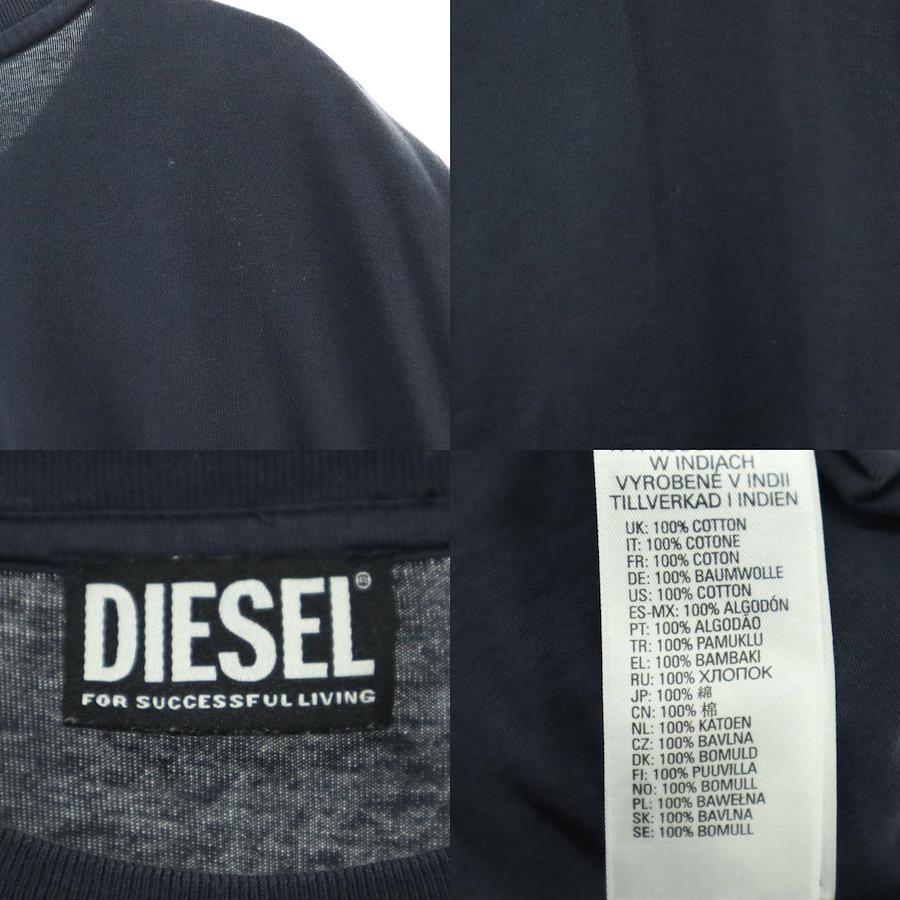 DIESEL®
FOR SUCCESSFUL LIVING
W INDIACH
VYROBENÉ V INDII
TILLVERKAD I INDIEN
UK: 100% COTTON
IT: 100% COTONE
FR: 100% COTON
DE: 100% BAUMWOLLE
US: 100% COTTON
ES-MX: 100% ALGODÓN
PT: 100% ALGODÃO
TR: 100% PAMUKLU
EL: 100% BAMBAKI
RU: 100% ХЛОПОК
JP: 100% 綿
CN: 100% 棉
NL: 100% KATOEN
CZ: 100% BAVLNA
DK: 100% BOMULD
FI: 100% PUUVILLA
NO: 100% BOMULL
PL: 100% BAWEŁNA
SK: 100% BAVLNA
SE: 100% BOMULL